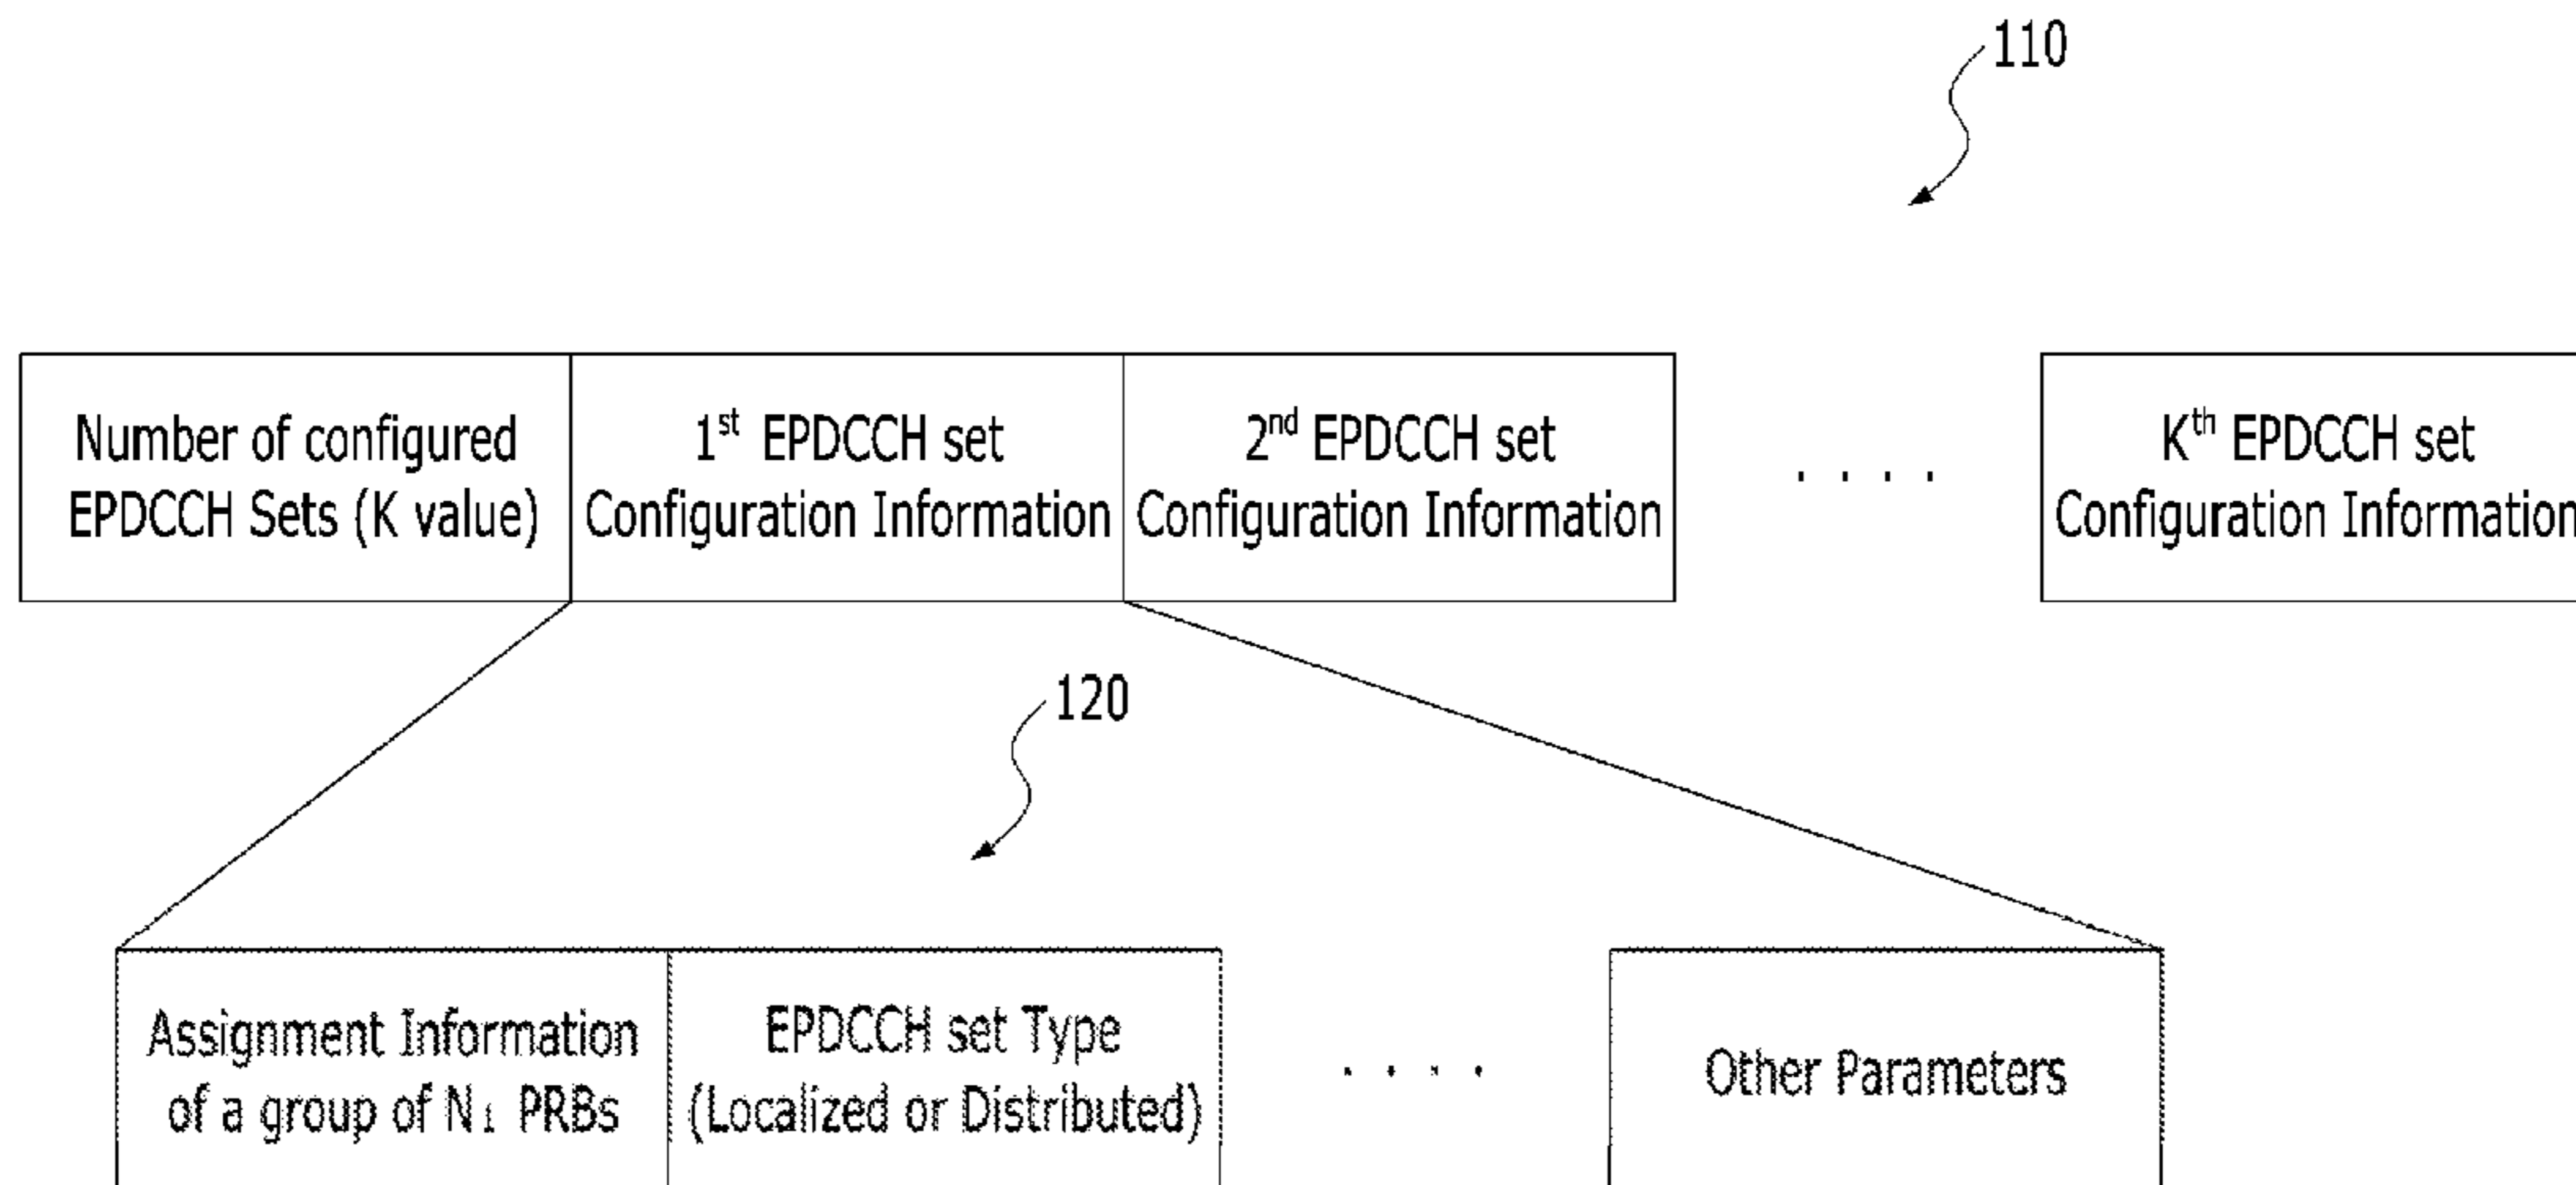 110
Number of configured
EPDCCH Sets (K value)
1st EPDCCH set
Configuration Information
2nd EPDCCH set
Configuration Information
. . . .
Kth EPDCCH set
Configuration Information
120
Assignment Information
of a group of N1 PRBs
EPDCCH set Type
(Localized or Distributed)
. . . .
Other Parameters